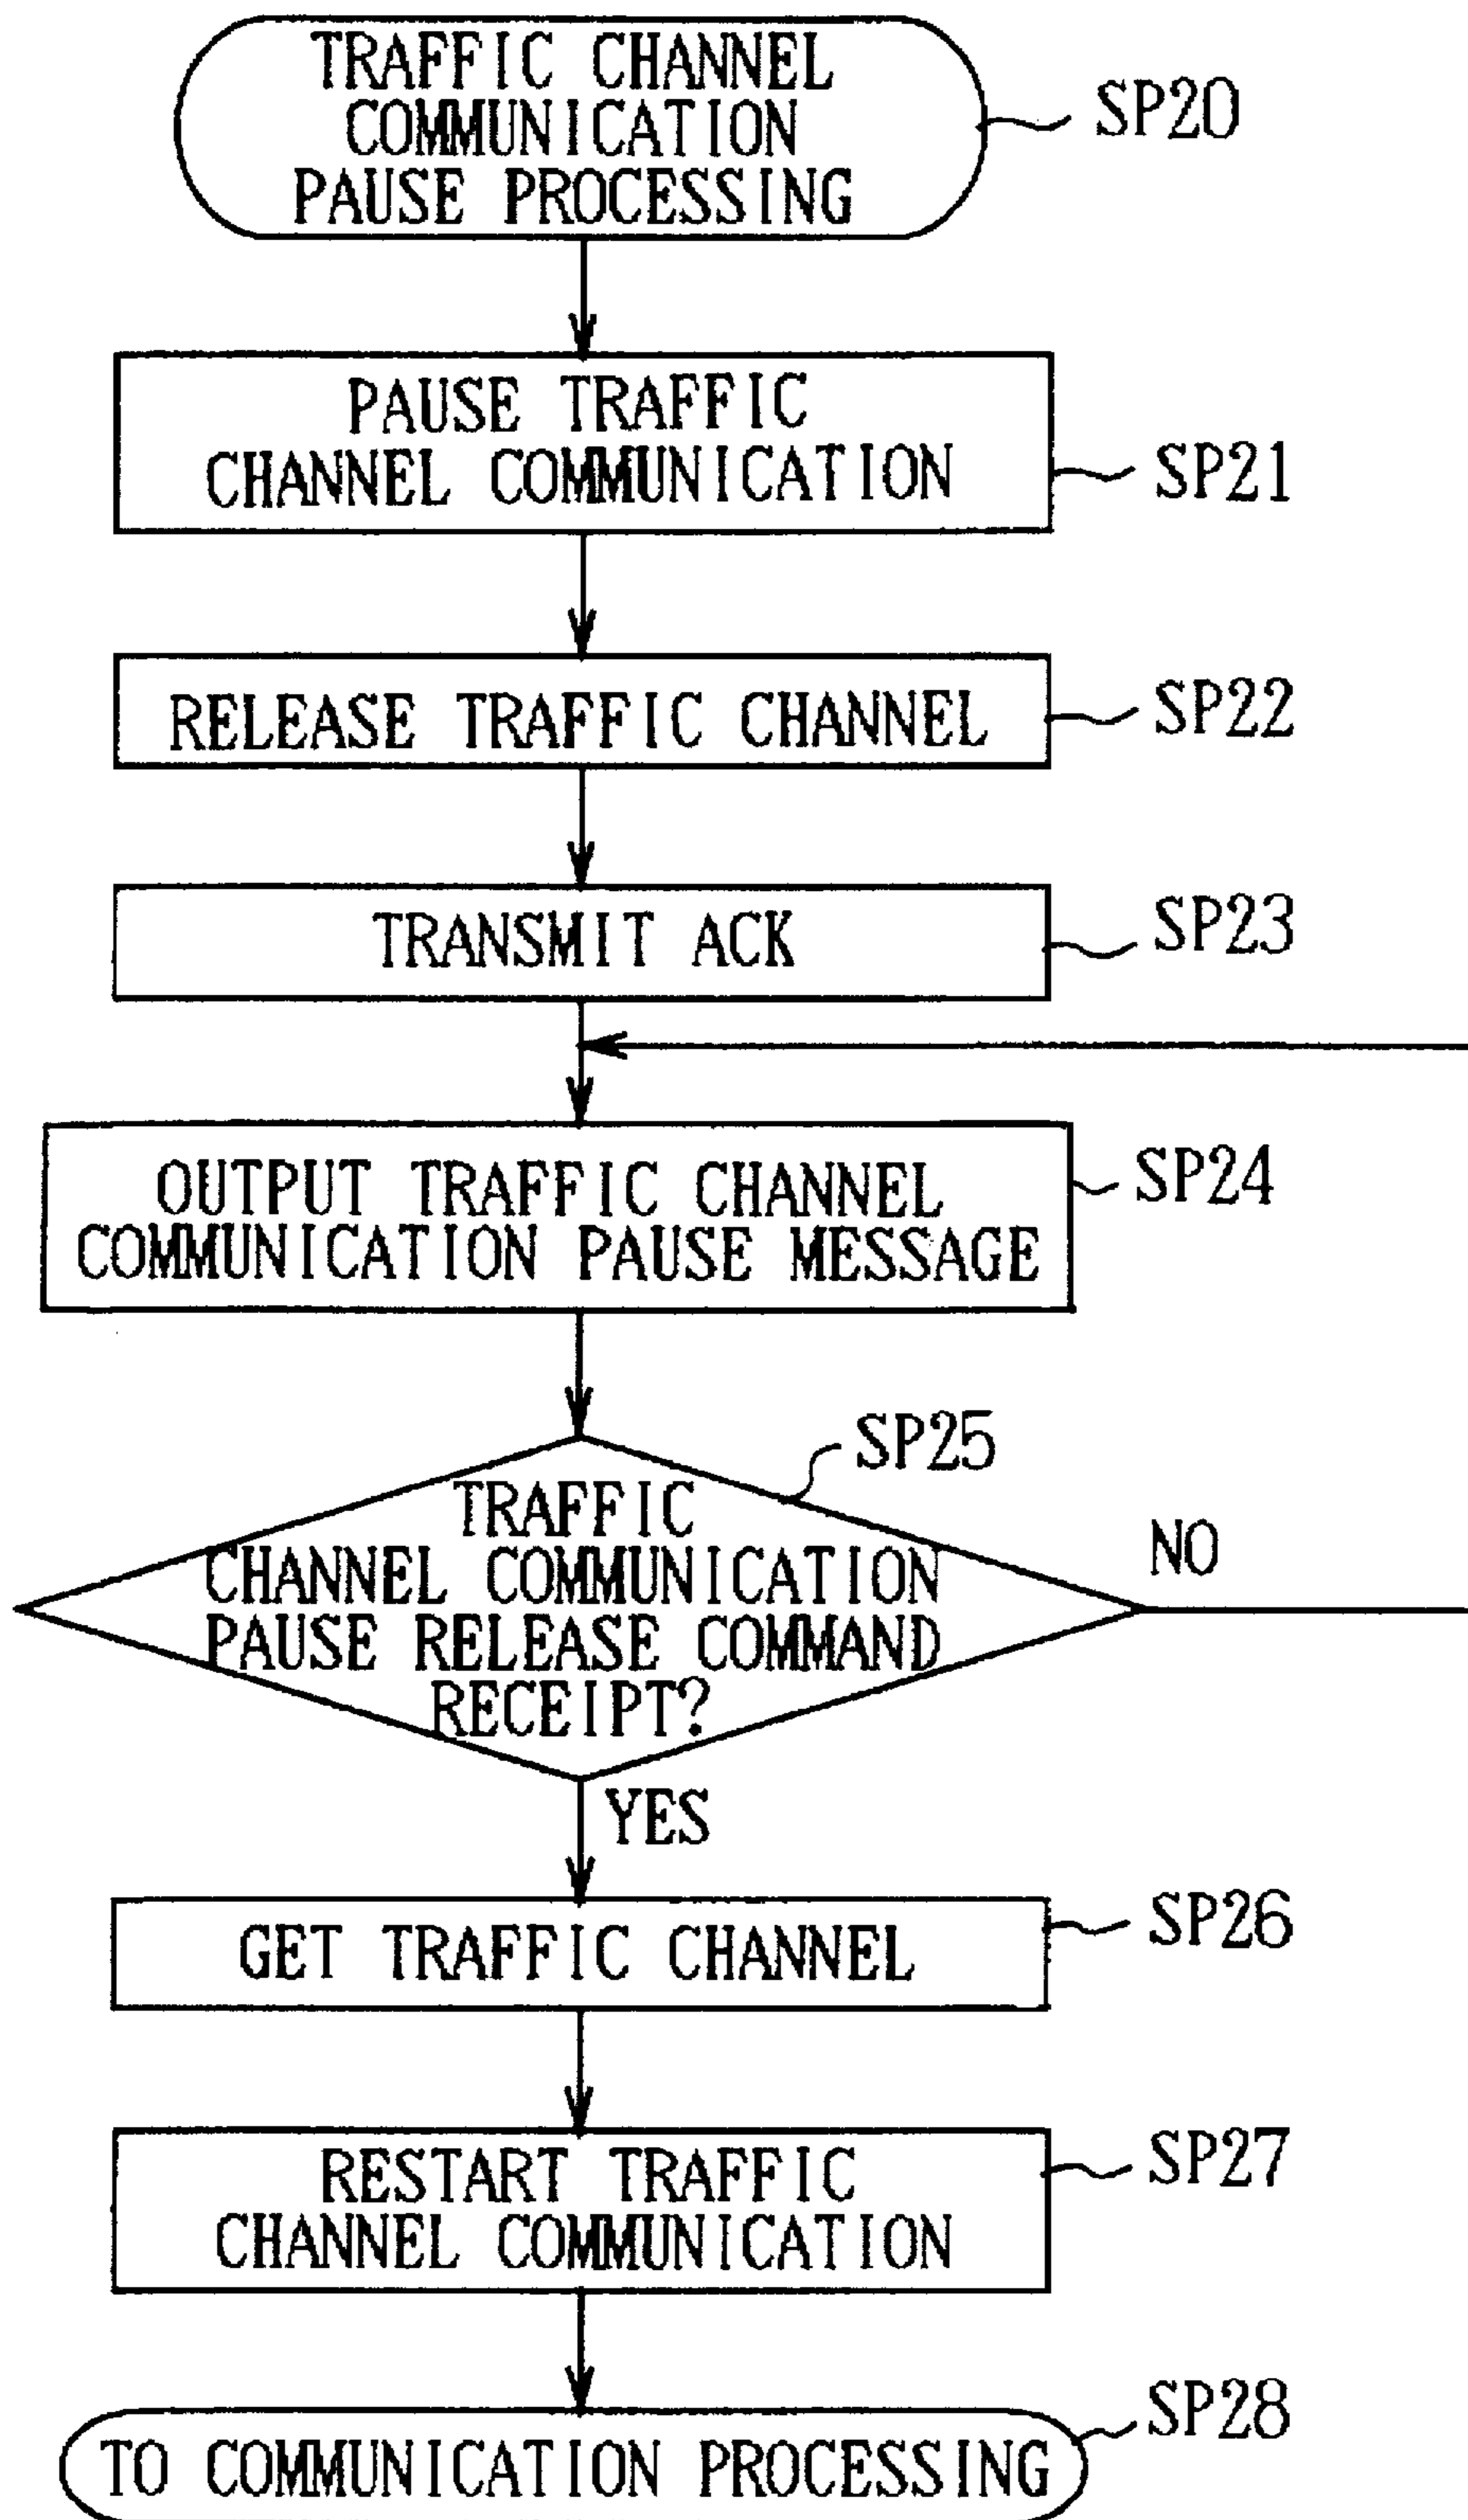 TRAFFIC CHANNEL
COMMUNICATION
PAUSE PROCESSING
SP20
PAUSE TRAFFIC
CHANNEL COMMUNICATION
SP21
RELEASE TRAFFIC CHANNEL
SP22
TRANSMIT ACK
SP23
OUTPUT TRAFFIC CHANNEL
COMMUNICATION PAUSE MESSAGE
SP24
SP25
TRAFFIC
CHANNEL COMMUNICATION
PAUSE RELEASE COMMAND
RECEIPT?
NO
YES
GET TRAFFIC CHANNEL
SP26
RESTART TRAFFIC
CHANNEL COMMUNICATION
SP27
TO COMMUNICATION PROCESSING
SP28